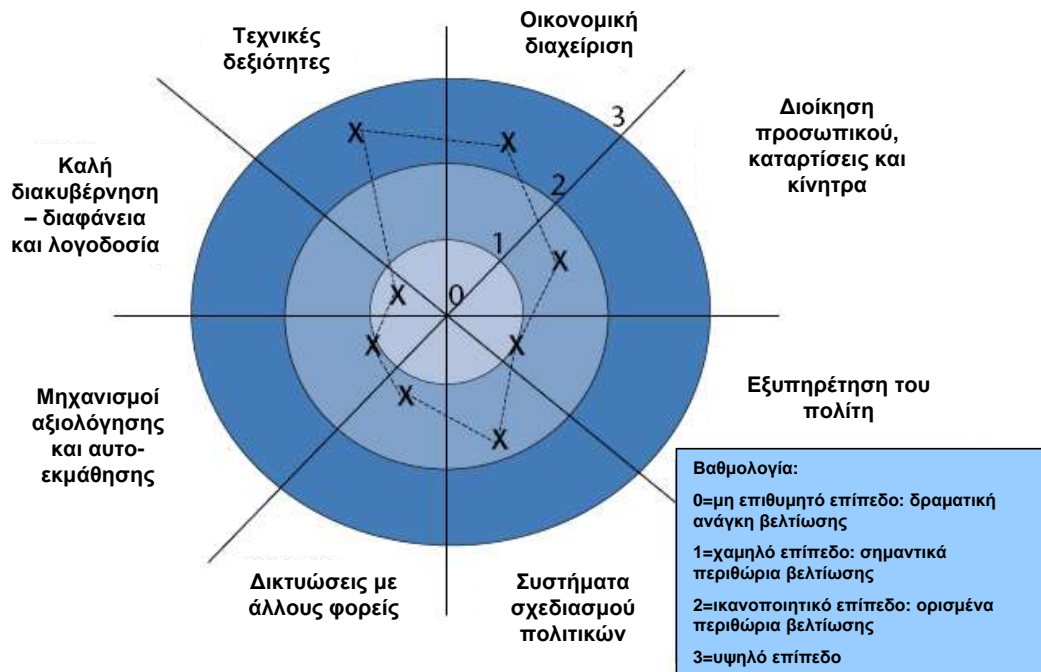 Τεχνικές
δεξιότητες
Οικονομική
διαχείριση
Διοίκηση
προσωπικού,
καταρτίσεις και
κίνητρα
Καλή
διακυβέρνηση
– διαφάνεια
και λογοδοσία
3
2
1
0
X
X
X
X
X
X
X
X
Μηχανισμοί
αξιολόγησης
και αυτο-
εκμάθησης
Εξυπηρέτηση του
πολίτη
Δικτυώσεις με
άλλους φορείς
Συστήματα
σχεδιασμού
πολιτικών
Βαθμολογία:
0=μη επιθυμητό επίπεδο: δραματική
ανάγκη βελτίωσης
1=χαμηλό επίπεδο: σημαντικά
περιθώρια βελτίωσης
2=ικανοποιητικό επίπεδο: ορισμένα
περιθώρια βελτίωσης
3=υψηλό επίπεδο